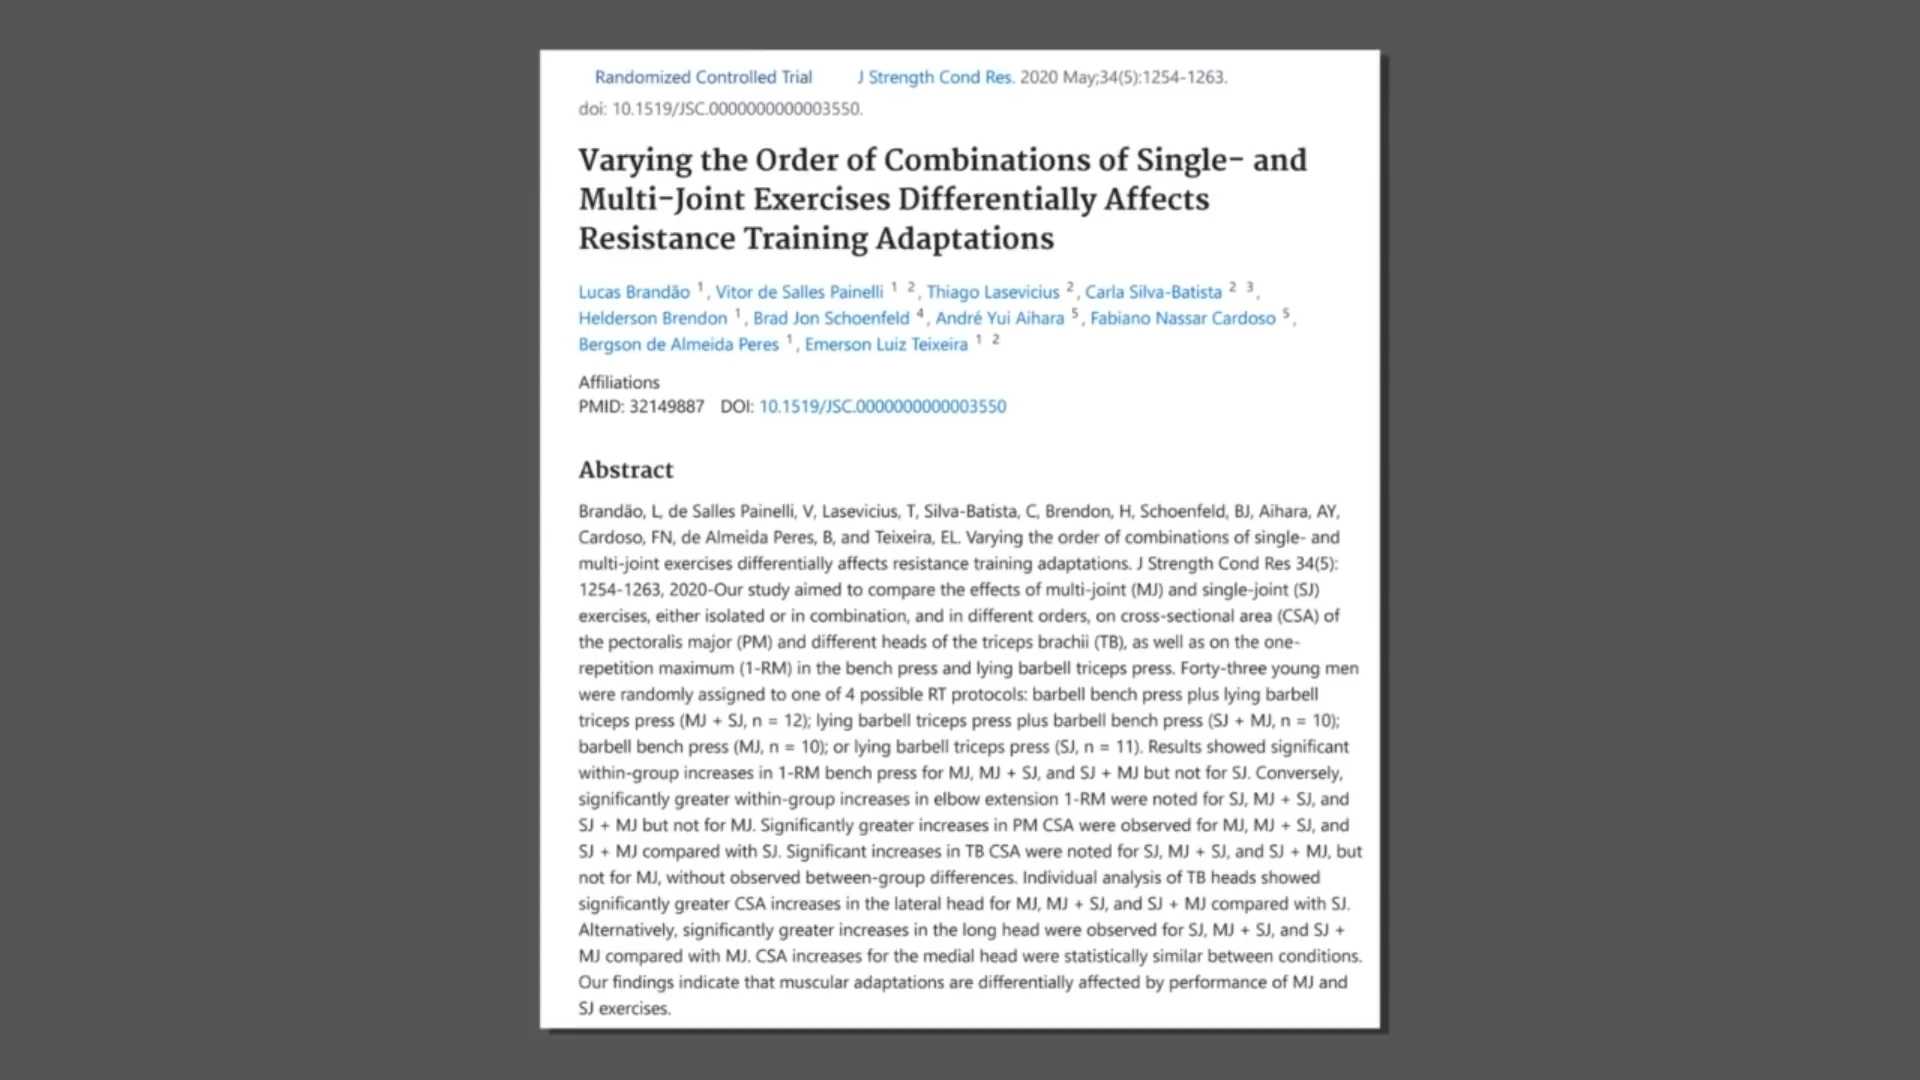 Randomized Controlled Trial J Strength Cond Res. 2020 May;34(5):1254-1263.
doi: 10.1519/JSC.0000000000003550.
Varying the Order of Combinations of Single- and
Multi-Joint Exercises Differentially Affects
Resistance Training Adaptations
Lucas Brandão 1, Vitor de Salles Painelli 1 2, Thiago Lasevicius 2, Carla Silva-Batista 2 3,
Helderson Brendon 1, Brad Jon Schoenfeld 4, André Yui Aihara 5, Fabiano Nassar Cardoso 5,
Bergson de Almeida Peres 1, Emerson Luiz Teixeira 1 2
Affiliations
PMID: 32149887 DOI: 10.1519/JSC.0000000000003550
Abstract
Brandão, L, de Salles Painelli, V, Lasevicius, T, Silva-Batista, C, Brendon, H, Schoenfeld, BJ, Aihara, AY,
Cardoso, FN, de Almeida Peres, B, and Teixeira, EL. Varying the order of combinations of single- and
multi-joint exercises differentially affects resistance training adaptations. J Strength Cond Res 34(5):
1254-1263, 2020-Our study aimed to compare the effects of multi-joint (MJ) and single-joint (SJ)
exercises, either isolated or in combination, and in different orders, on cross-sectional area (CSA) of
the pectoralis major (PM) and different heads of the triceps brachii (TB), as well as on the one-
repetition maximum (1-RM) in the bench press and lying barbell triceps press. Forty-three young men
were randomly assigned to one of 4 possible RT protocols: barbell bench press plus lying barbell
triceps press (MJ + SJ, n = 12); lying barbell triceps press plus barbell bench press (SJ + MJ, n = 10);
barbell bench press (MJ, n = 10); or lying barbell triceps press (SJ, n = 11). Results showed significant
within-group increases in 1-RM bench press for MJ, MJ + SJ, and SJ + MJ but not for SJ. Conversely,
significantly greater within-group increases in elbow extension 1-RM were noted for SJ, MJ + SJ, and
SJ + MJ but not for MJ. Significantly greater increases in PM CSA were observed for MJ, MJ + SJ, and
SJ + MJ compared with SJ. Significant increases in TB CSA were noted for SJ, MJ + SJ, and SJ + MJ, but
not for MJ, without observed between-group differences. Individual analysis of TB heads showed
significantly greater CSA increases in the lateral head for MJ, MJ + SJ, and SJ + MJ compared with SJ.
Alternatively, significantly greater increases in the long head were observed for SJ, MJ + SJ, and SJ +
MJ compared with MJ. CSA increases for the medial head were statistically similar between conditions.
Our findings indicate that muscular adaptations are differentially affected by performance of MJ and
SJ exercises.